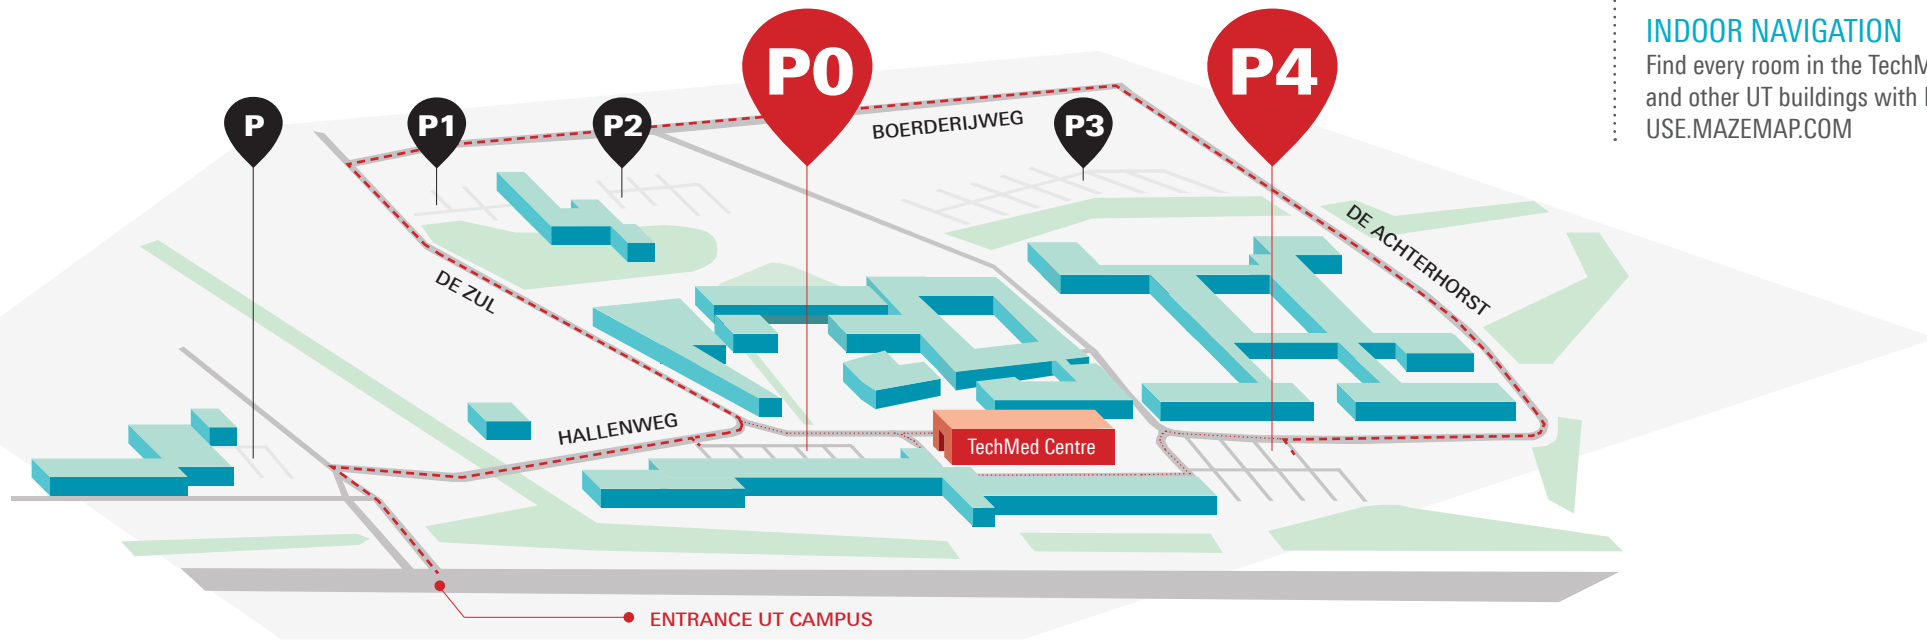 INDOOR NAVIGATION
Find every room in the
and other UT buildings with
USE.MAZEMAP.COM
P
P1
P2
P0
P3
P4
BOERDERIJWEG
DE ACHTERHORST
DE ZUL
HALLENWEG
TechMed Centre
ENTRANCE UT CAMPUS